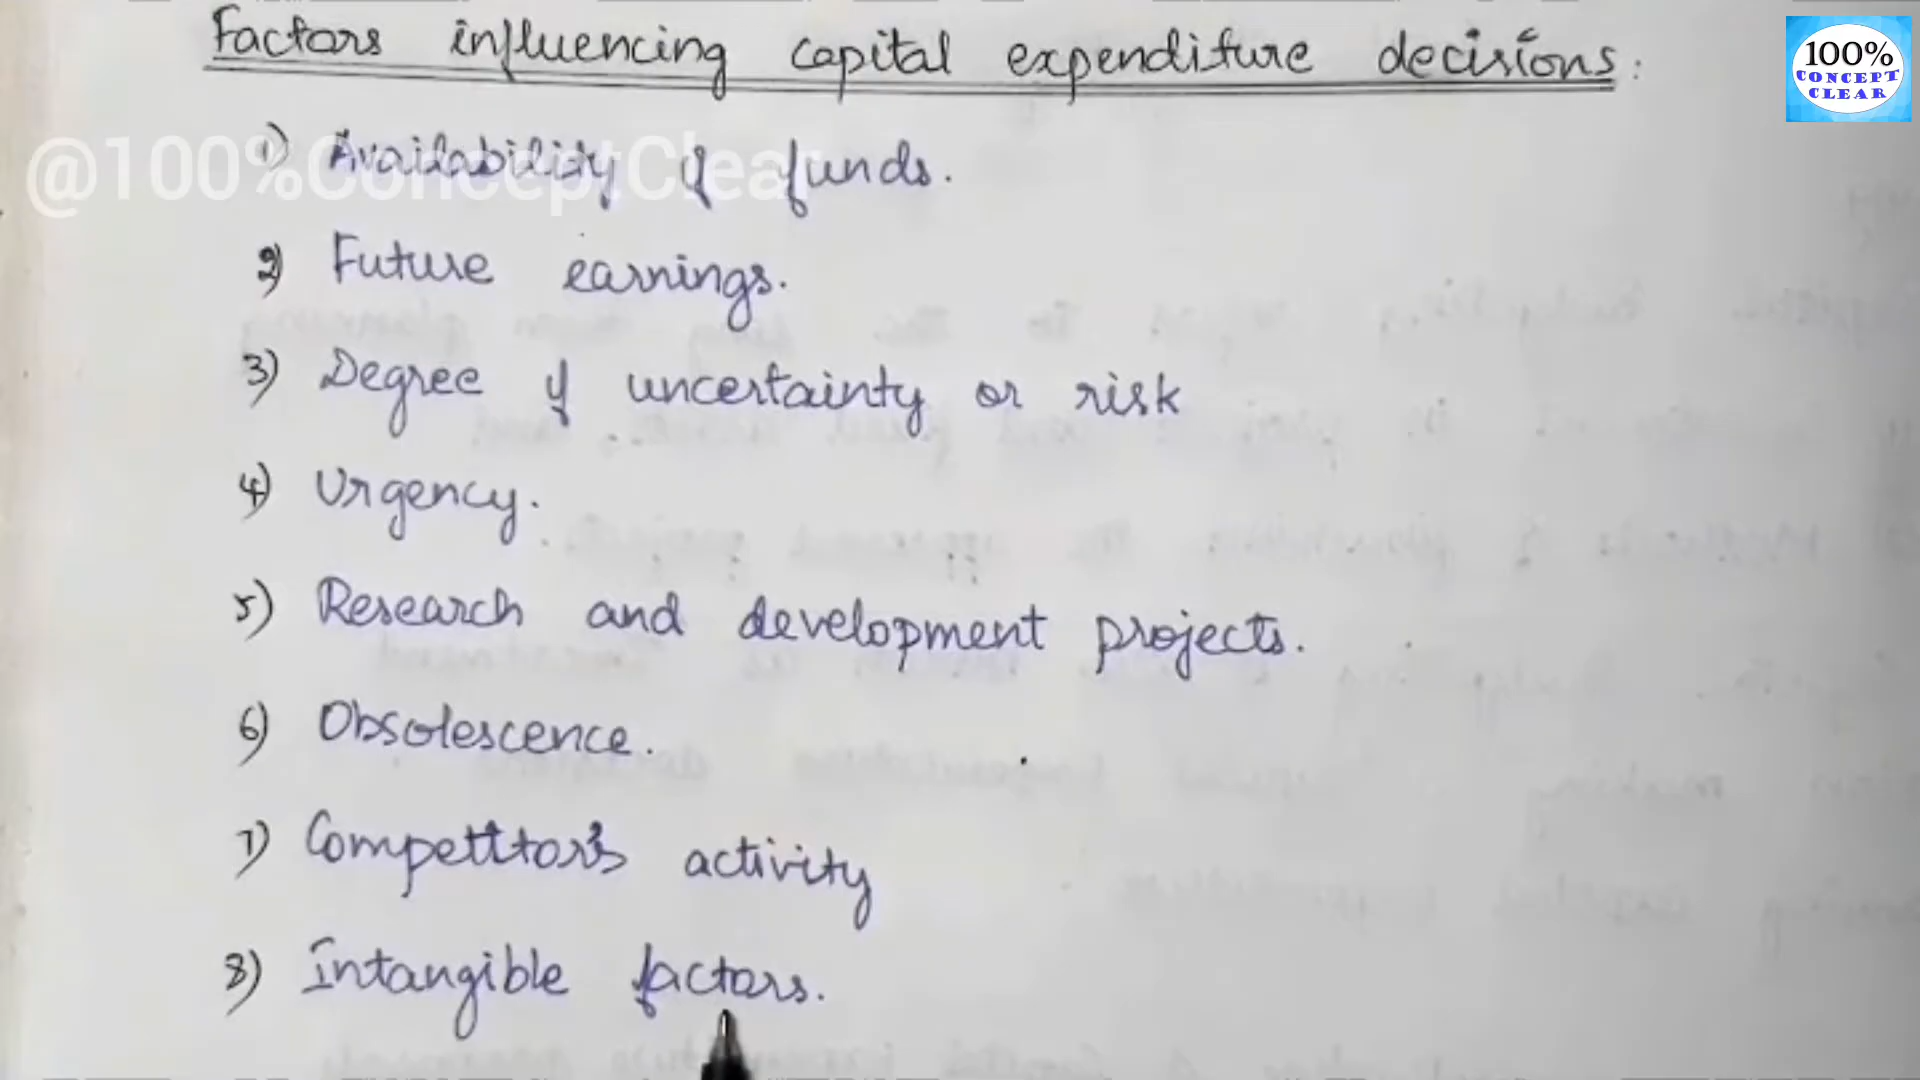 Factors influencing capital expenditure decisions:
100%
CONCEPT
CLEAR
@100%ConceptClear
1) Availability of funds.
2) Future earnings.
3) Degree of uncertainty or risk
4) Urgency.
5) Research and development projects.
6) Obsolescence.
7) Competitor's activity
8) Intangible factors.